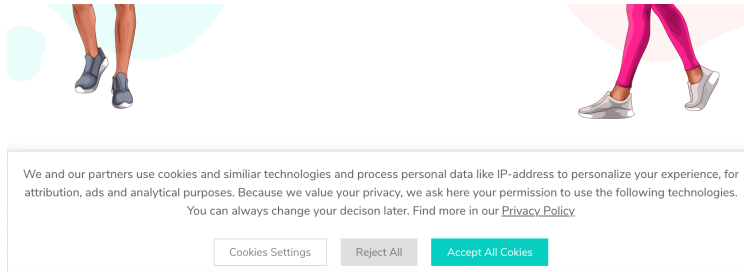 We and our partners use cookies and similiar technologies and process personal data like IP-address to personalize your experience, for
attribution, ads and analytical purposes. Because we value your privacy, we ask here your permission to use the following technologies.
You can always change your decison later. Find more in our Privacy Policy
Cookies Settings Reject All Accept All Cokies